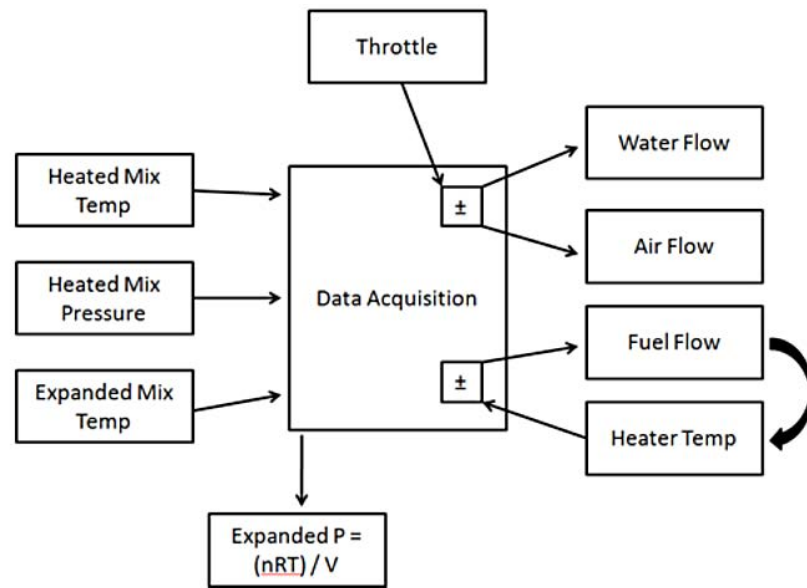 Throttle
Water Flow
Heated Mix
Temp
±
Air Flow
Heated Mix
Pressure
Data Acquisition
Fuel Flow
Expanded Mix
Temp
±
Heater Temp
Expanded P =
(nRT) / V